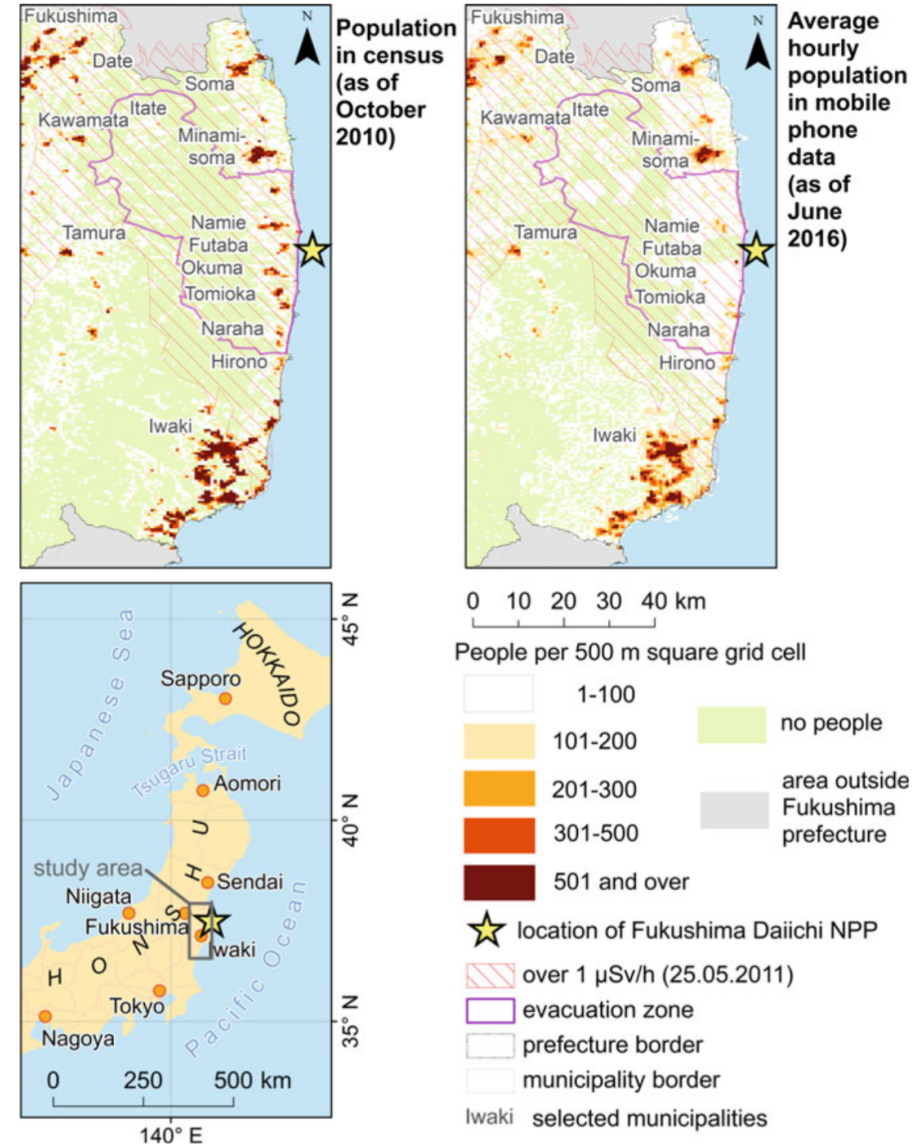 Fukushima
Date
Soma
Itate
Kawamata
Minami-
soma
Namie
Tamura
Futaba
Okuma
Tomioka
Naraha
Hirono
Iwaki
N
Population
in census
(as of
October
2010)
Fukushima
Date
Soma
Itate
Kawamata
Minami-
soma
Namie
Tamura
Futaba
Okuma
Tomioka
Naraha
Hirono
Iwaki
N
Average
hourly
population
in mobile
phone
data
(as of
June
2016)
Japanese Sea
HOKKAIDO
Sapporo
Tsugaru Strait
Aomori
HONSHU
study area
Sendai
Niigata
Fukushima
Iwaki
Tokyo
Nagoya
Pacific Ocean
45° N
40°
35° N
0 250 500 km
140° E
0 10 20 30 40 km
People per 500 m square grid cell
1-100
101-200
201-300
301-500
501 and over
no people
area outside
Fukushima
prefecture
location of Fukushima Daiichi NPP
over 1 μSv/h (25.05.2011)
evacuation zone
prefecture border
municipality border
Iwaki selected municipalities